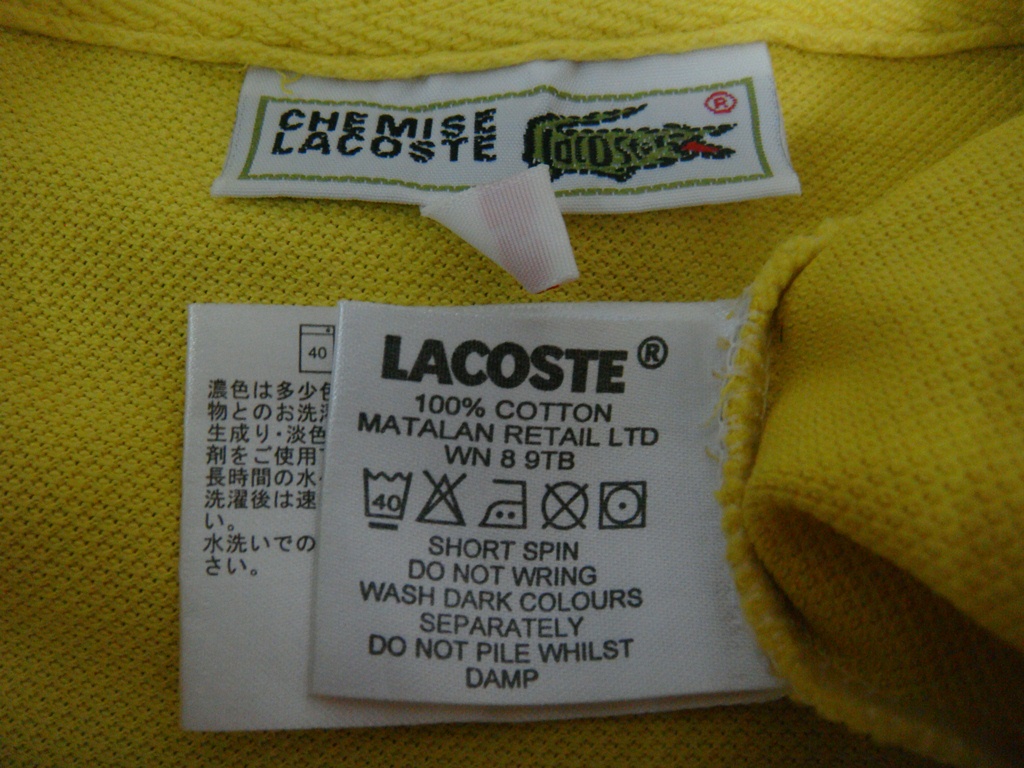 CHEMISE
LACOSTE
LACOSTE
®
LACOSTE ®
100% COTTON
MATALAN RETAIL LTD
WN 8 9TB
40
SHORT SPIN
DO NOT WRING
WASH DARK COLOURS
SEPARATELY
DO NOT PILE WHILST
DAMP
40
濃色は多少色
物とのお洗
生成り・淡色
剤をご使用
長時間の水
洗濯後は速
い。
水洗いでの
さい。